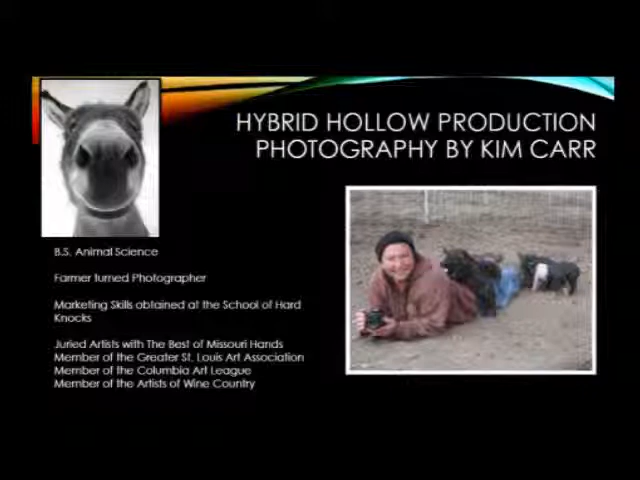 HYBRID HOLLOW PRODUCTION
PHOTOGRAPHY BY KIM CARR
B.S. Animal Science
Farmer turned Photographer
Marketing Skills obtained at the School of Hard
Knocks
Juried Artists with The Best of Missouri Hands
Member of the Greater St. Louis Art Association
Member of the Columbia Art League
Member of the Artists of Wine Country